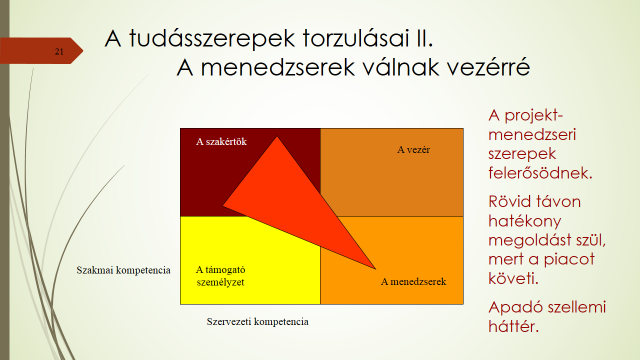 21
A tudásszerepek torzulásai II.
A menedzserek válnak vezérré
A szakértők
A vezér
A támogató
személyzet
A menedzserek
Szakmai kompetencia
Szervezeti kompetencia
A projekt-
menedzseri
szerepek
felerősödnek.
Rövid távon
hatékony
megoldást szül,
mert a piacot
követi.
Apadó szellemi
háttér.